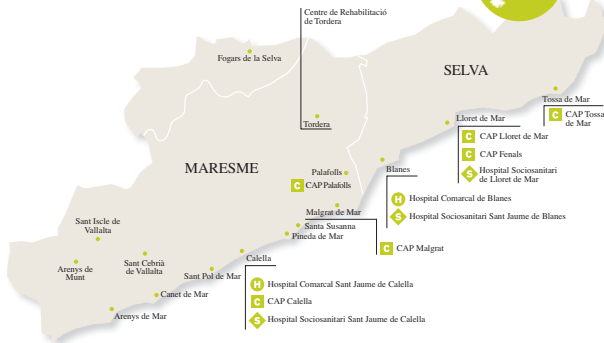 Centre de Rehabilitació
de Tordera
Fogars de la Selva
SELVA
Tossa de Mar
C CAP Tossa
de Mar
Tordera
Lloret de Mar
C CAP Lloret de Mar
C CAP Fenals
S Hospital Sociosanitari
de Lloret de Mar
MARESME
Palafolls
C CAP Palafolls
Blanes
H Hospital Comarcal de Blanes
S Hospital Sociosanitari Sant Jaume de Blanes
Malgrat de Mar
C CAP Malgrat
Santa Susanna
Pineda de Mar
Sant Iscle de
Vallalta
Arenys de
Munt
Sant Cebrià
de Vallalta
Sant Pol de Mar
Calella
H Hospital Comarcal Sant Jaume de Calella
C CAP Calella
S Hospital Sociosanitari Sant Jaume de Calella
Canet de Mar
Arenys de Mar